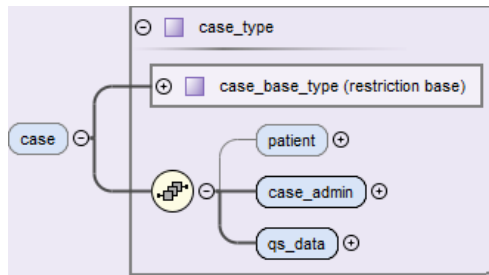 case_type
case_base_type (restriction base)
case
patient
case_admin
qs_data